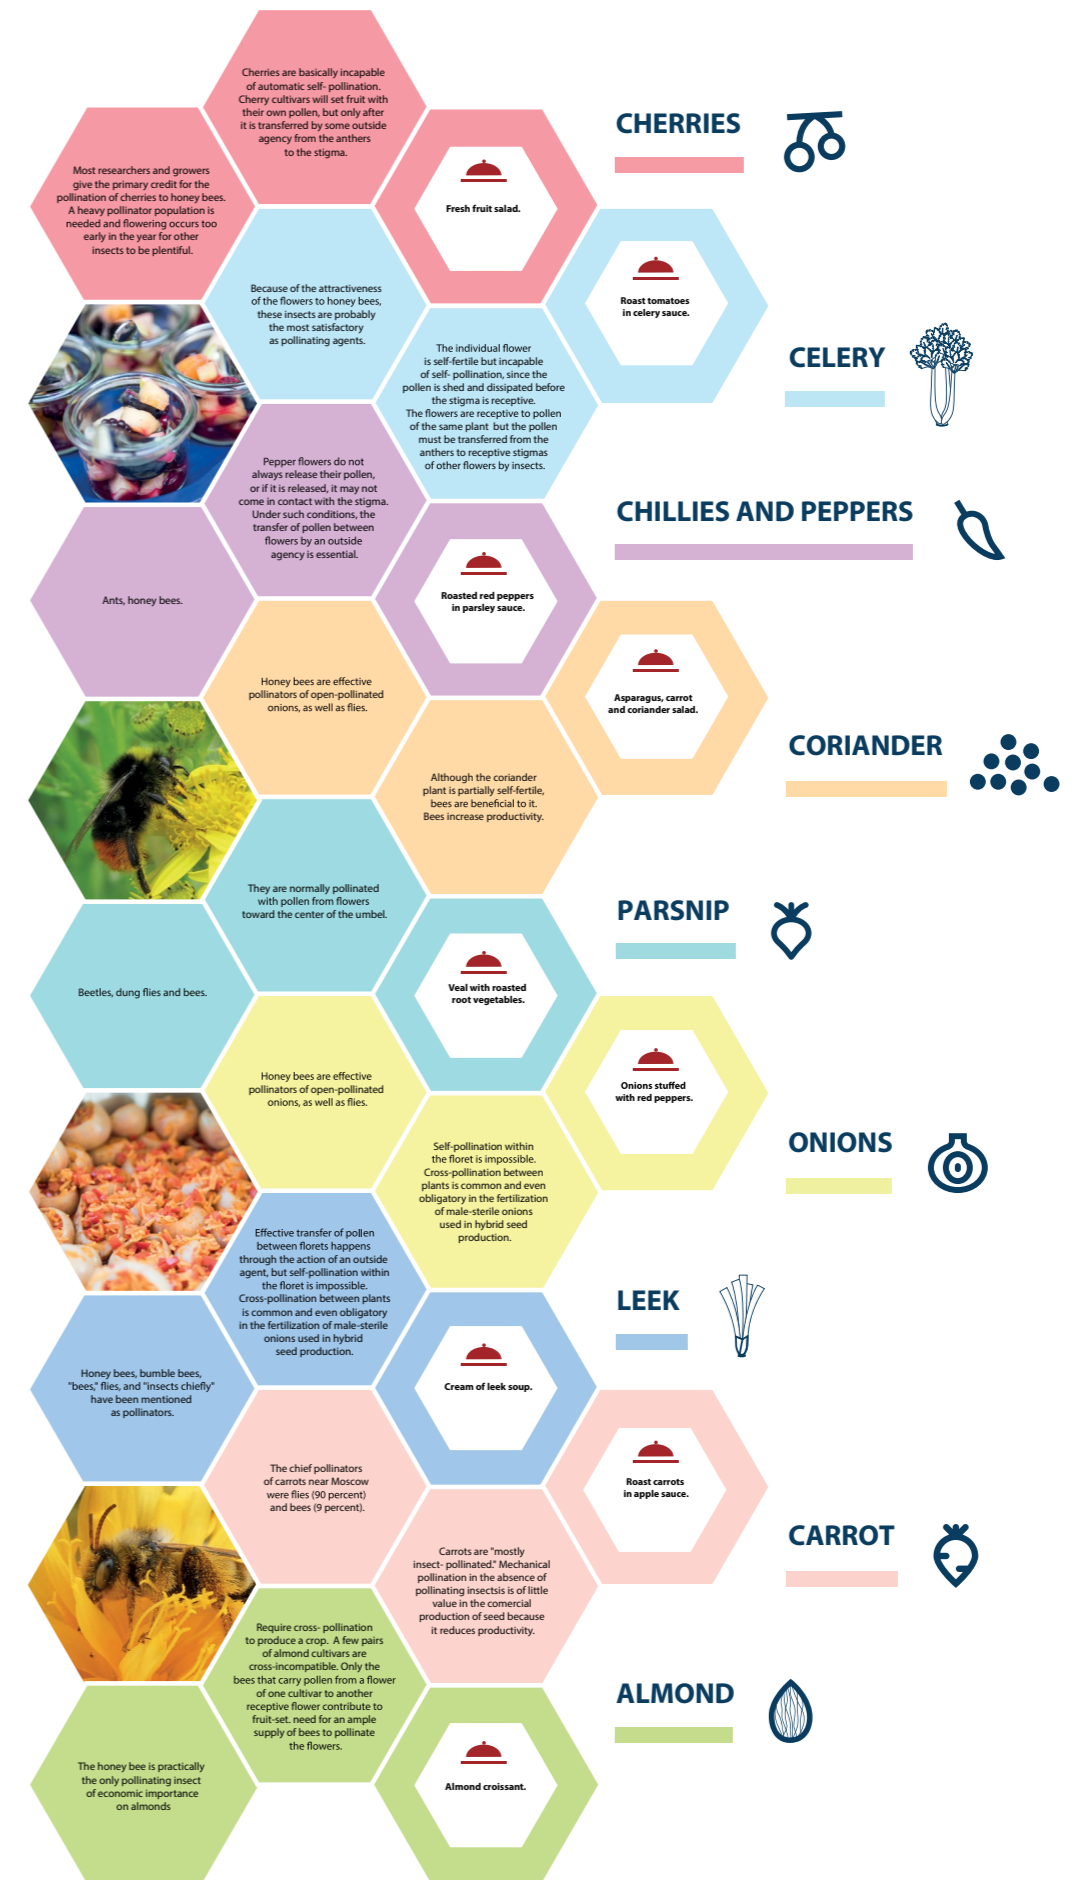 Cherries are basically incapable
of automatic self- pollination.
Cherry cultivars will set fruit with
their own pollen, but only after
it is transferred by some outside
agency from the anthers
to the stigma.
Most researchers and growers
give the primary credit for the
pollination of cherries to honey bees.
A heavy pollinator population is
needed and flowering occurs too
early in the year for other
insects to be plentiful.
Fresh fruit salad.
CHERRIES
Because of the attractiveness
of the flowers to honey bees,
these insects are probably
the most satisfactory
as pollinating agents.
The individual flower
is self-fertile but incapable
of self- pollination, since the
pollen is shed and dissipated before
the stigma is receptive.
The flowers are receptive to pollen
of the same plant but the pollen
must be transferred from the
anthers to receptive stigmas
of other flowers by insects.
Roast tomatoes
in celery sauce.
CELERY
Pepper flowers do not
always release their pollen,
or if it is released, it may not
come in contact with the stigma.
Under such conditions, the
transfer of pollen between
flowers by an outside
agency is essential.
Ants, honey bees.
Roasted red peppers
in parsley sauce.
CHILLIES AND PEPPERS
Honey bees are effective
pollinators of open-pollinated
onions, as well as flies.
Although the coriander
plant is partially self-fertile,
bees are beneficial to it.
Bees increase productivity.
Asparagus, carrot
and coriander salad.
CORIANDER
They are normally pollinated
with pollen from flowers
toward the center of the umbel.
Beetles, dung flies and bees.
Veal with roasted
root vegetables.
PARSNIP
Honey bees are effective
pollinators of open-pollinated
onions, as well as flies.
Self-pollination within
the floret is impossible.
Cross-pollination between
plants is common and even
obligatory in the fertilization
of male-sterile onions
used in hybrid seed
production.
Onions stuffed
with red peppers.
ONIONS
Effective transfer of pollen
between florets happens
through the action of an outside
agent, but self-pollination within
the floret is impossible.
Cross-pollination between plants
is common and even obligatory
in the fertilization of male-sterile
onions used in hybrid
seed production.
Honey bees, bumble bees,
"bees," flies, and "insects chiefly"
have been mentioned
as pollinators.
Cream of leek soup.
LEEK
The chief pollinators
of carrots near Moscow
were flies (90 percent)
and bees (9 percent).
Carrots are "mostly
insect- pollinated." Mechanical
pollination in the absence of
pollinating insectsis is of little
value in the comercial
production of seed because
it reduces productivity.
Roast carrots
in apple sauce.
CARROT
Require cross- pollination
to produce a crop. A few pairs
of almond cultivars are
cross-incompatible. Only the
bees that carry pollen from a flower
of one cultivar to another
receptive flower contribute to
fruit-set. need for an ample
supply of bees to pollinate
the flowers.
The honey bee is practically
the only pollinating insect
of economic importance
on almonds
Almond croissant.
ALMOND